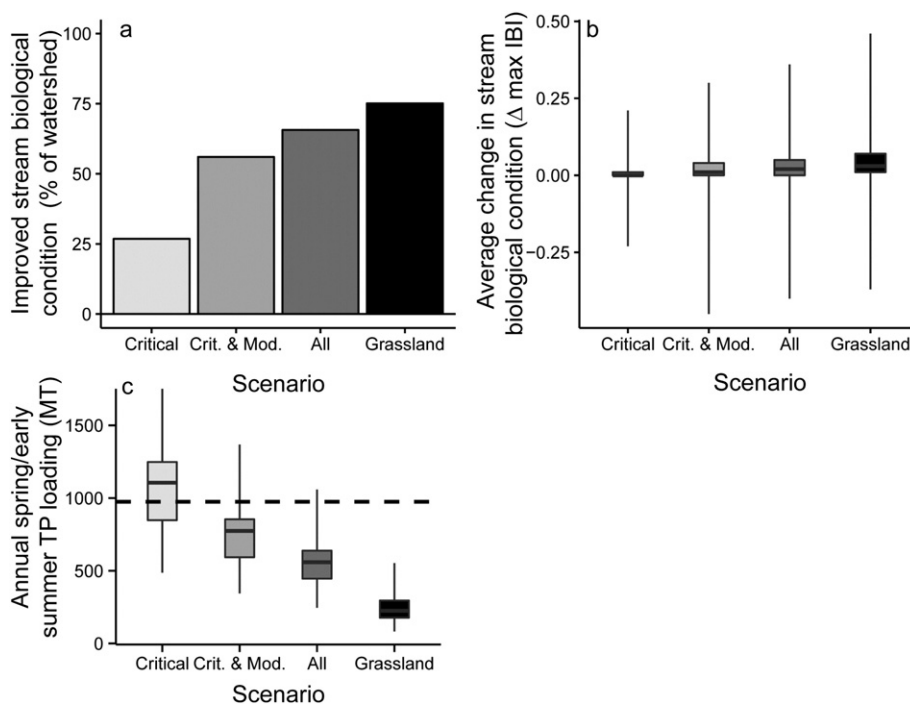 a
Improved stream biological
condition (% of watershed)
100
75
50
25
0
Critical Crit. & Mod. All Grassland
Scenario
b
Average change in stream
biological condition (Δ max IBI)
0.50
0.25
0.00
−0.25
Critical Crit. & Mod. All Grassland
Scenario
c
Annual spring/early
summer TP loading (MT)
1500
1000
500
0
Critical Crit. & Mod. All Grassland
Scenario